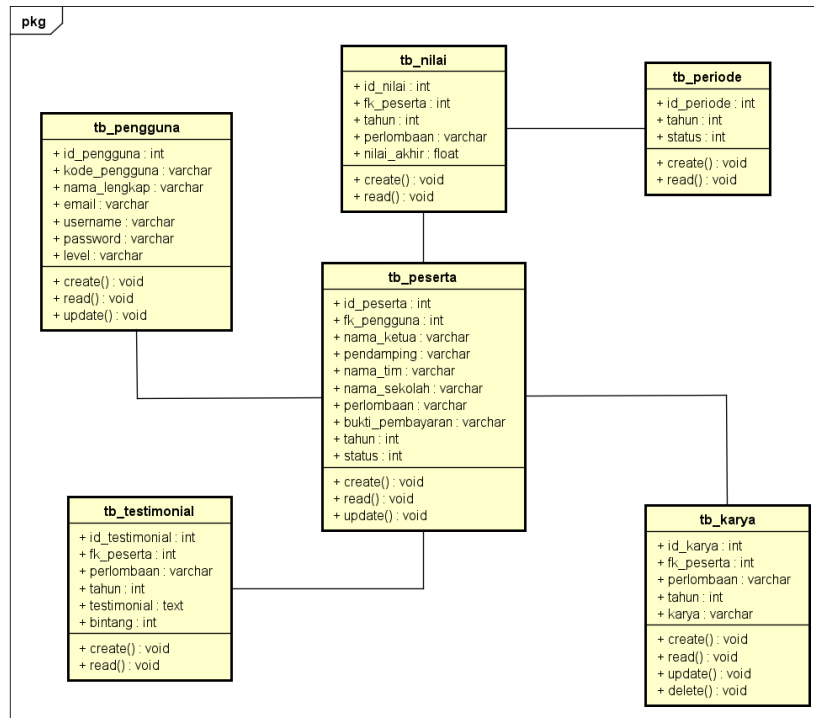 pkg
tb_nilai
+ id_nilai : int
+ fk_peserta : int
+ tahun : int
+ perlombaan : varchar
+ nilai_akhir : float
+ create() : void
+ read() : void
tb_periode
+ id_periode : int
+ tahun : int
+ status : int
+ create() : void
+ read() : void
tb_pengguna
+ id_pengguna : int
+ kode_pengguna : varchar
+ nama_lengkap : varchar
+ email : varchar
+ username : varchar
+ password : varchar
+ level : varchar
+ create() : void
+ read() : void
+ update() : void
tb_peserta
+ id_peserta : int
+ fk_pengguna : int
+ nama_ketua : varchar
+ pendamping : varchar
+ nama_tim : varchar
+ nama_sekolah : varchar
+ perlombaan : varchar
+ bukti_pembayaran : varchar
+ tahun : int
+ status : int
+ create() : void
+ read() : void
+ update() : void
tb_testimonial
+ id_testimonial : int
+ fk_peserta : int
+ perlombaan : varchar
+ tahun : int
+ testimonial : text
+ bintang : int
+ create() : void
+ read() : void
tb_karya
+ id_karya : int
+ fk_peserta : int
+ perlombaan : varchar
+ tahun : int
+ karya : varchar
+ create() : void
+ read() : void
+ update() : void
+ delete() : void